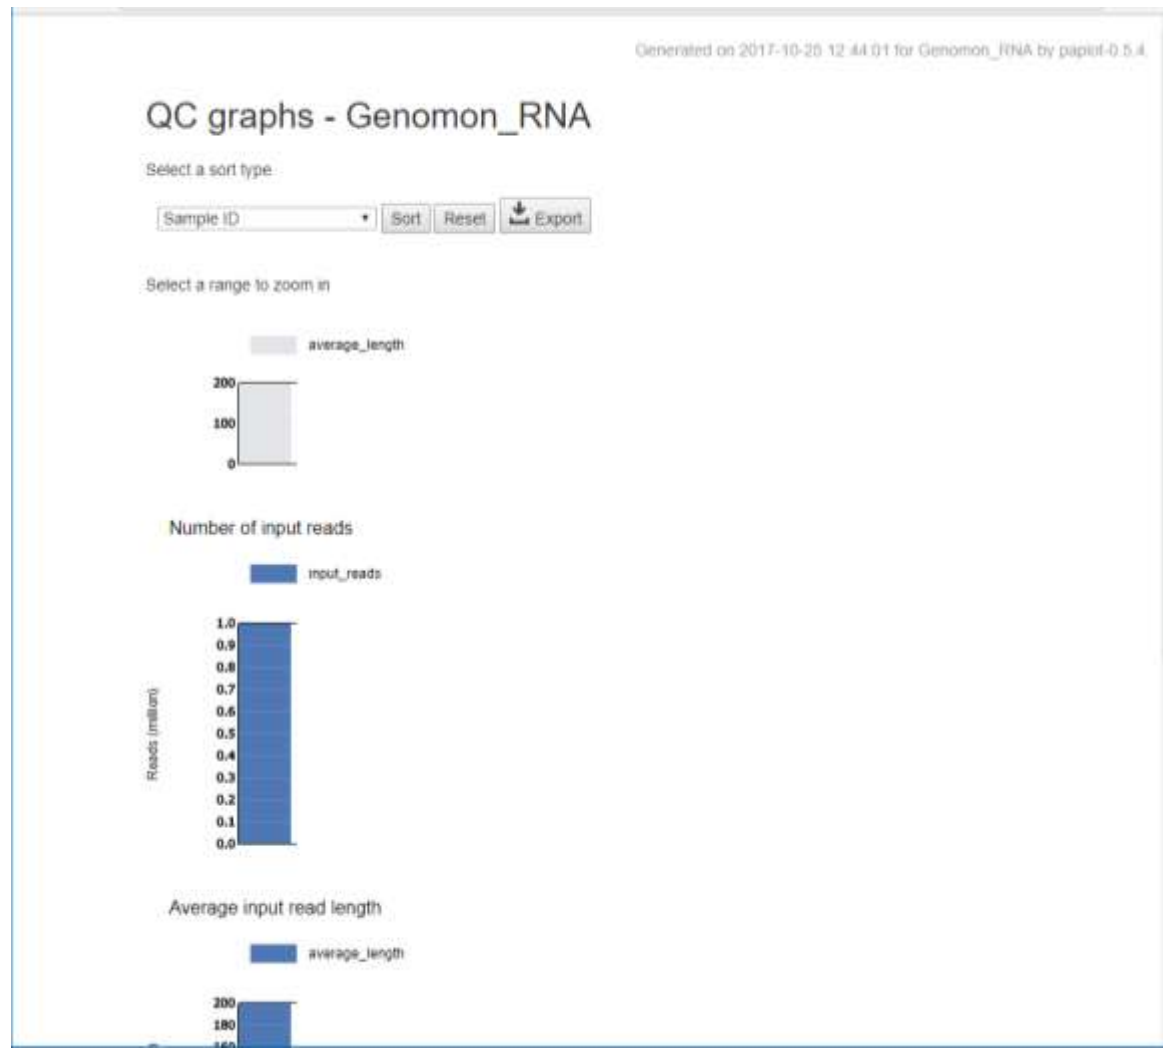 Generated on 2017-10-25 12:44:01 for Genomon_RNA by paplot-0.5.4.
QC graphs - Genomon_RNA
Select a sort type
Sample ID Sort Reset Export
Select a range to zoom in
average_length
200
100
0
Number of input reads
input_reads
1.0
0.9
0.8
0.7
0.6
0.5
0.4
0.3
0.2
0.1
0.0
Reads (million)
Average input read length
average_length
200
180
160